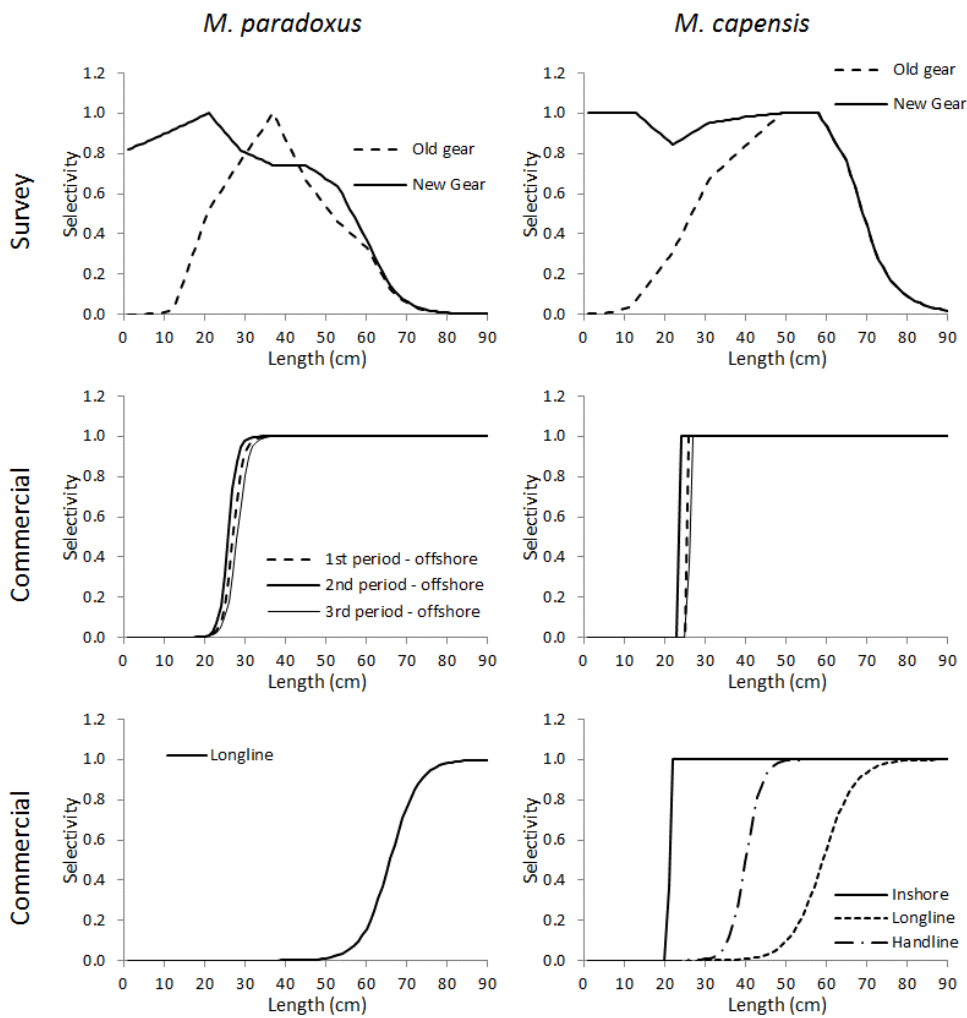 M. paradoxus
M. capensis
Survey
Selectivity
1.2
1.0
0.8
0.6
0.4
0.2
0.0
Old gear
New Gear
0 10 20 30 40 50 60 70 80 90
Length (cm)
Selectivity
1.2
1.0
0.8
0.6
0.4
0.2
0.0
Old gear
New Gear
0 10 20 30 40 50 60 70 80 90
Length (cm)
Commercial
Selectivity
1.2
1.0
0.8
0.6
0.4
0.2
0.0
1st period - offshore
2nd period - offshore
3rd period - offshore
0 10 20 30 40 50 60 70 80 90
Length (cm)
Selectivity
1.2
1.0
0.8
0.6
0.4
0.2
0.0
0 10 20 30 40 50 60 70 80 90
Length (cm)
Commercial
Selectivity
1.2
1.0
0.8
0.6
0.4
0.2
0.0
Longline
0 10 20 30 40 50 60 70 80 90
Length (cm)
Selectivity
1.2
1.0
0.8
0.6
0.4
0.2
0.0
Inshore
Longline
Handline
0 10 20 30 40 50 60 70 80 90
Length (cm)